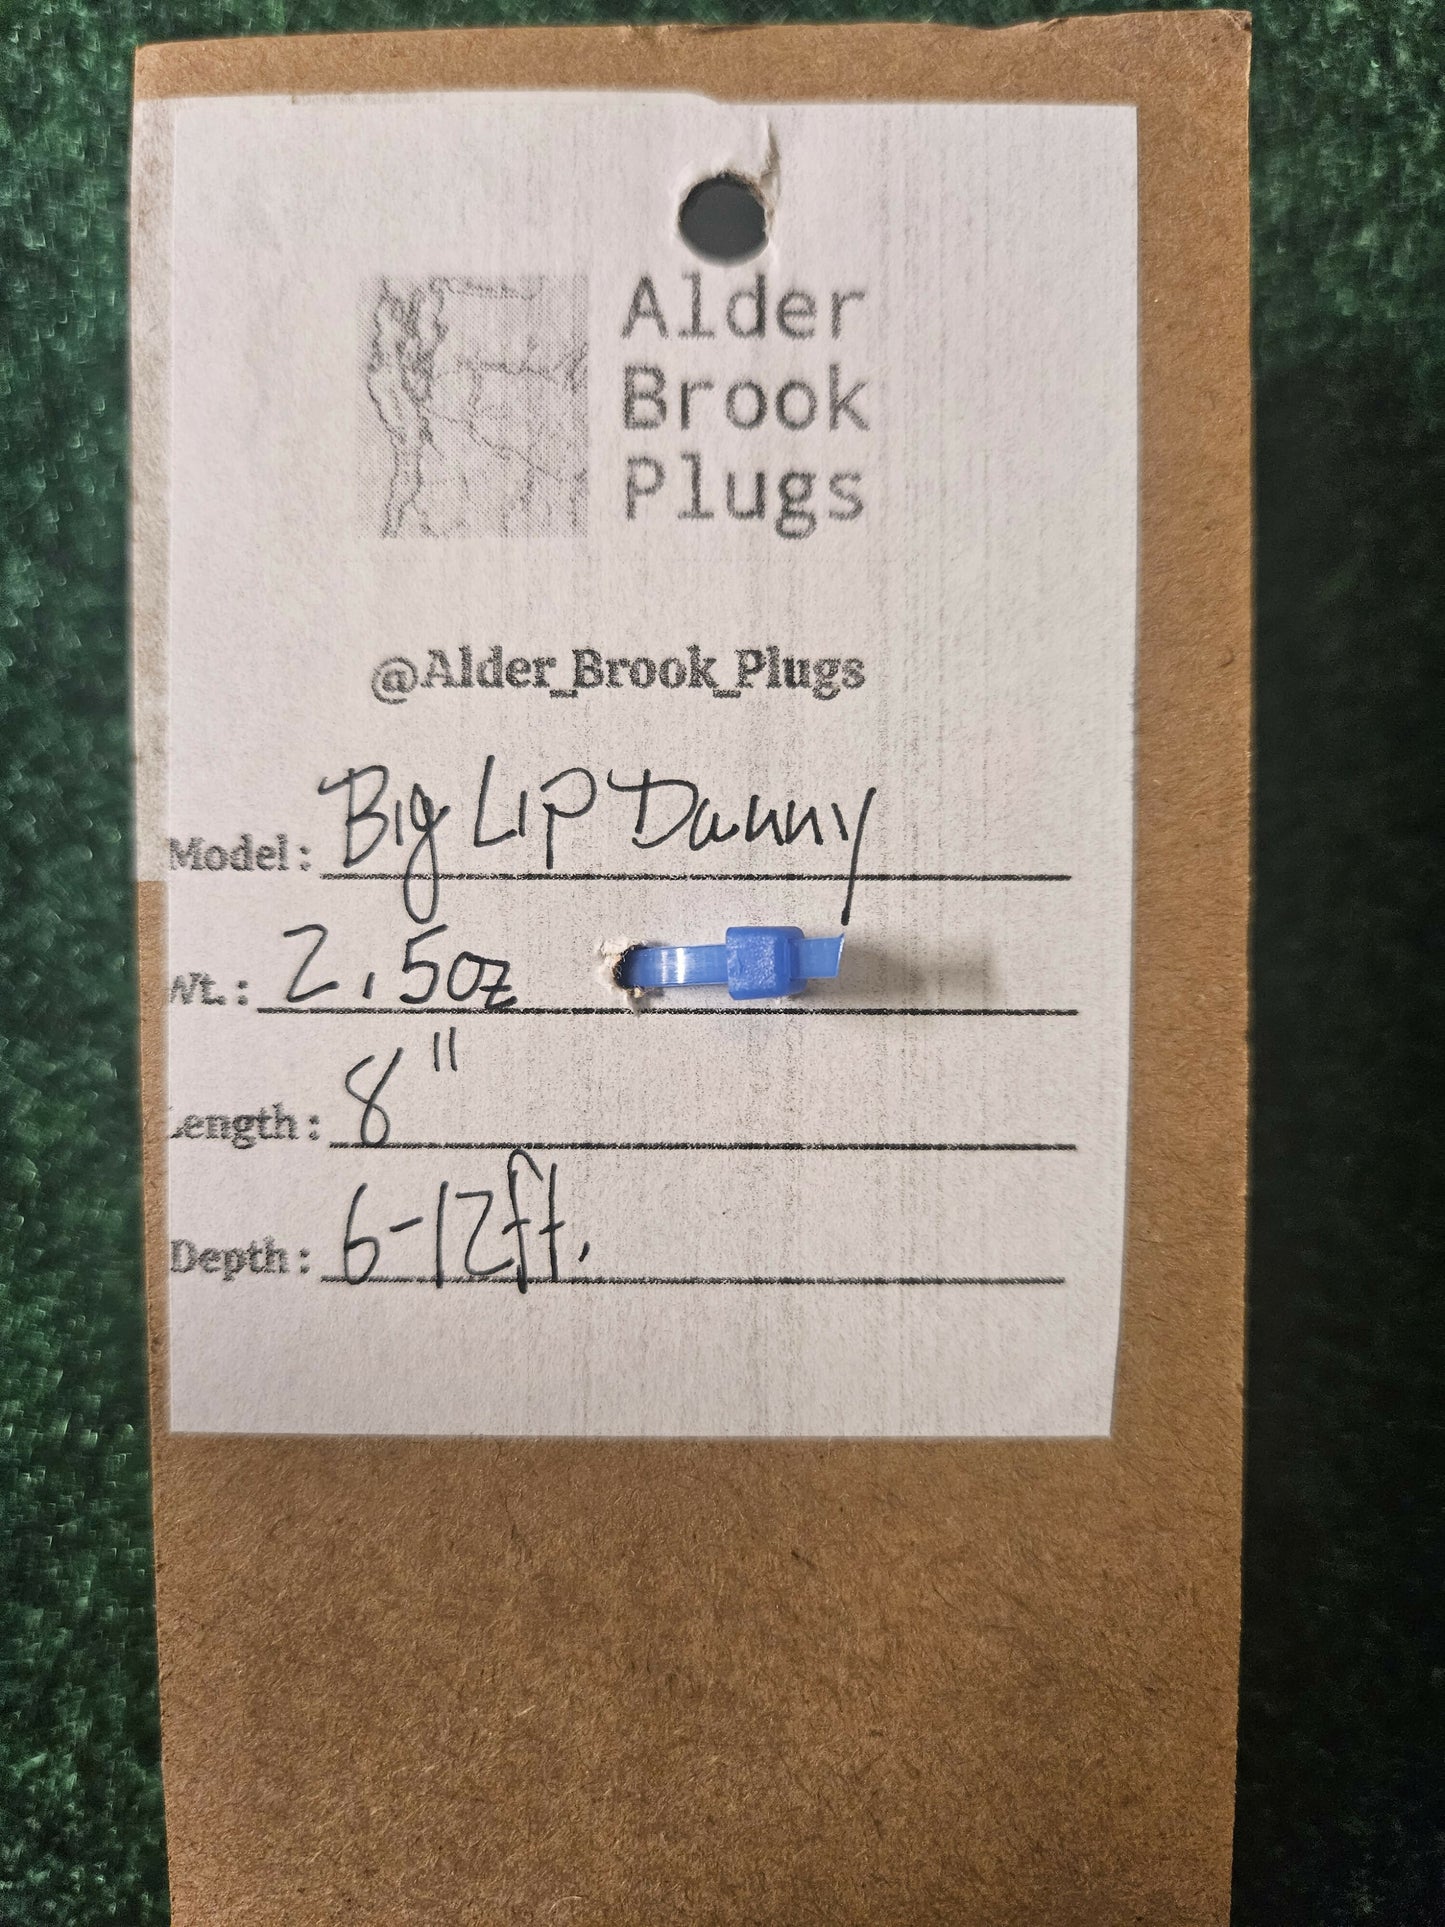 Alder
Brook
Plugs
@Alder_Brook_Plugs
Model: Big Lip Danny
Wt.: 2.5oz
Length: 8"
Depth: 6-12ft.